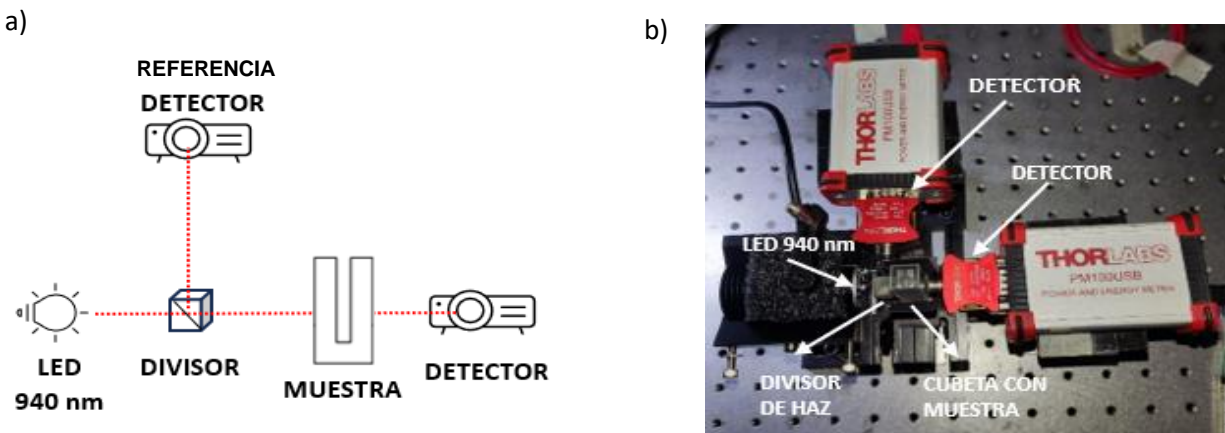 a)
REFERENCIA
DETECTOR
LED
940 nm
DIVISOR
MUESTRA
DETECTOR
b)
DETECTOR
DETECTOR
LED 940 nm
THORLABS
PM100USB
POWER AND ENERGY METER
THORLABS
PM100USB
POWER AND ENERGY METER
DIVISOR
DE HAZ
CUBETA CON
MUESTRA